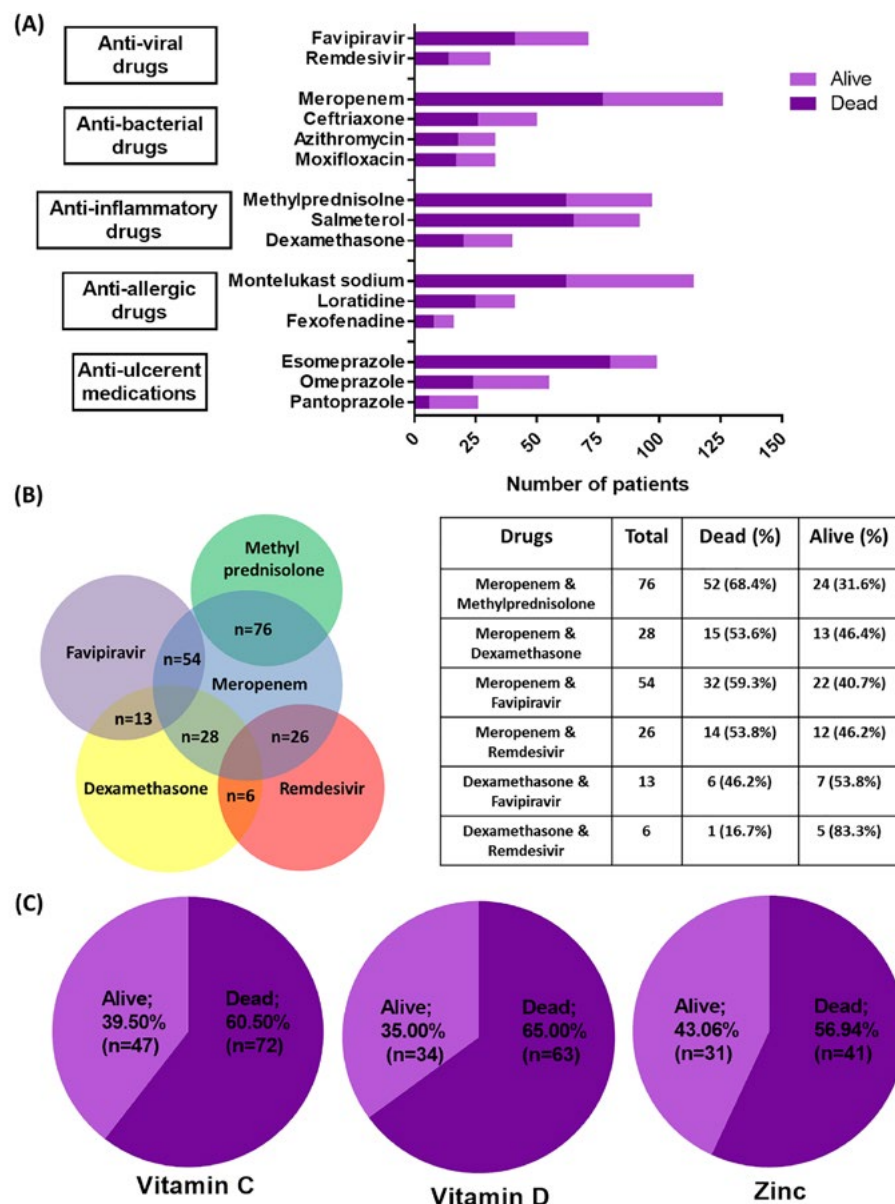 (A)
Anti-viral
drugs
Favipiravir
Remdesivir
Anti-bacterial
drugs
Meropenem
Ceftriaxone
Azithromycin
Moxifloxacin
Anti-inflammatory
drugs
Methylprednisolne
Salmeterol
Dexamethasone
Anti-allergic
drugs
Montelukast sodium
Loratidine
Fexofenadine
Anti-ulcerent
medications
Esomeprazole
Omeprazole
Pantoprazole
Alive
Dead
0 25 50 75 100 125 150
Number of patients
(B)
Methyl
prednisolone
n=76
Favipiravir
n=54
Meropenem
n=13
n=28
n=26
Dexamethasone
n=6
Remdesivir
Drugs Total Dead (%) Alive (%)
Meropenem &
Methylprednisolone
76 52 (68.4%) 24 (31.6%)
Meropenem &
Dexamethasone
28 15 (53.6%) 13 (46.4%)
Meropenem &
Favipiravir
54 32 (59.3%) 22 (40.7%)
Meropenem &
Remdesivir
26 14 (53.8%) 12 (46.2%)
Dexamethasone &
Favipiravir
13 6 (46.2%) 7 (53.8%)
Dexamethasone &
Remdesivir
6 1 (16.7%) 5 (83.3%)
(C)
Alive;
39.50%
(n=47)
Dead;
60.50%
(n=72)
Vitamin C
Alive;
35.00%
(n=34)
Dead;
65.00%
(n=63)
Vitamin D
Alive;
43.06%
(n=31)
Dead;
56.94%
(n=41)
Zinc